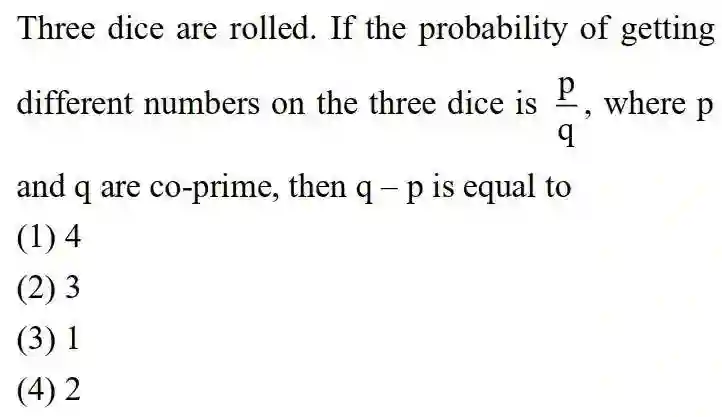 Three dice are rolled. If the probability of getting
different numbers on the three dice is p/q, where p
and q are co-prime, then q – p is equal to
(1) 4
(2) 3
(3) 1
(4) 2